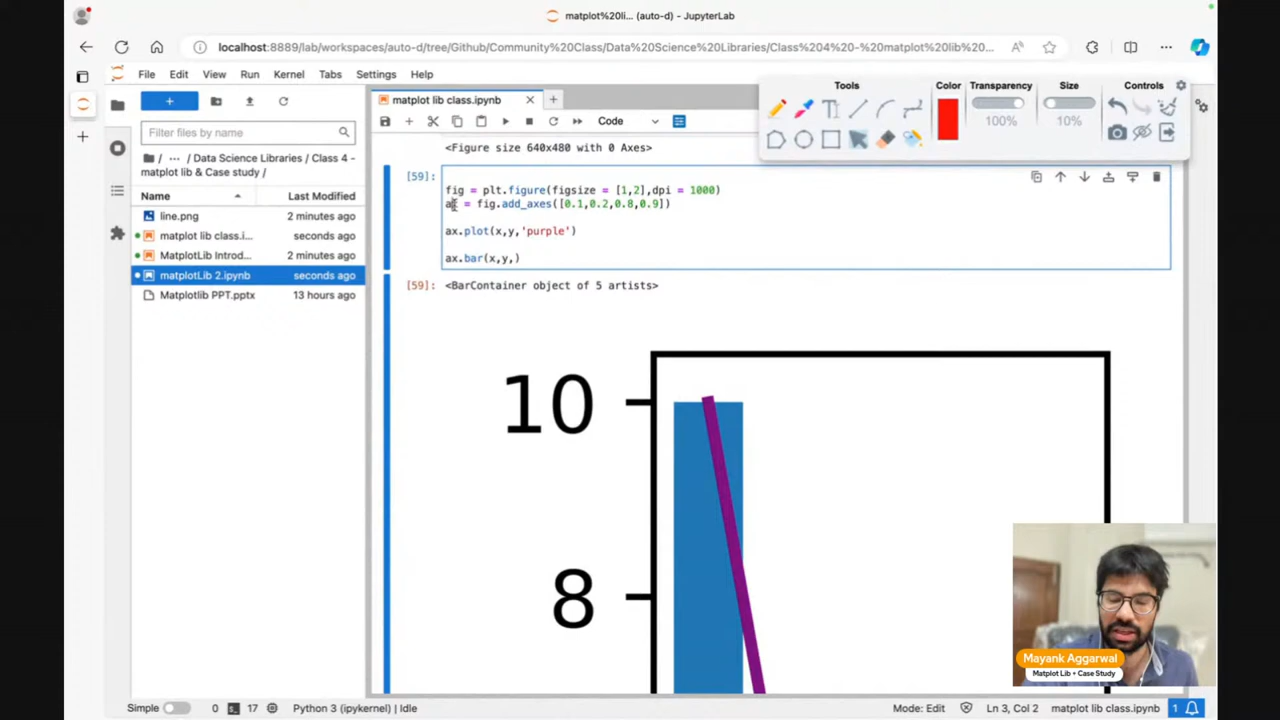 matplot%20li... (auto-d) - JupyterLab
localhost:8889/lab/workspaces/auto-d/tree/Github/Community%20Class/Data%20Science%20Libraries/Class%204%20-%20matplot%20lib%20...
File Edit View Run Kernel Tabs Settings Help
Tools Color Transparency Size Controls
100% 10%
+
matplot lib class.ipynb
Code
Filter files by name
/ ... / Data Science Libraries / Class 4 -
matplot lib & Case study /
Name Last Modified
line.png 2 minutes ago
matplot lib class.i... seconds ago
MatplotLib Introd... 2 minutes ago
matplotLib 2.ipynb seconds ago
Matplotlib PPT.pptx 13 hours ago
<Figure size 640x480 with 0 Axes>
[59]:
fig = plt.figure(figsize = [1,2],dpi = 1000)
ax = fig.add_axes([0.1,0.2,0.8,0.9])
ax.plot(x,y,'purple')
ax.bar(x,y,)
[59]: <BarContainer object of 5 artists>
10
8
Mayank Aggarwal
Matplot Lib + Case Study
Simple 0 17 Python 3 (ipykernel) | Idle Mode: Edit Ln 3, Col 2 matplot lib class.ipynb 1